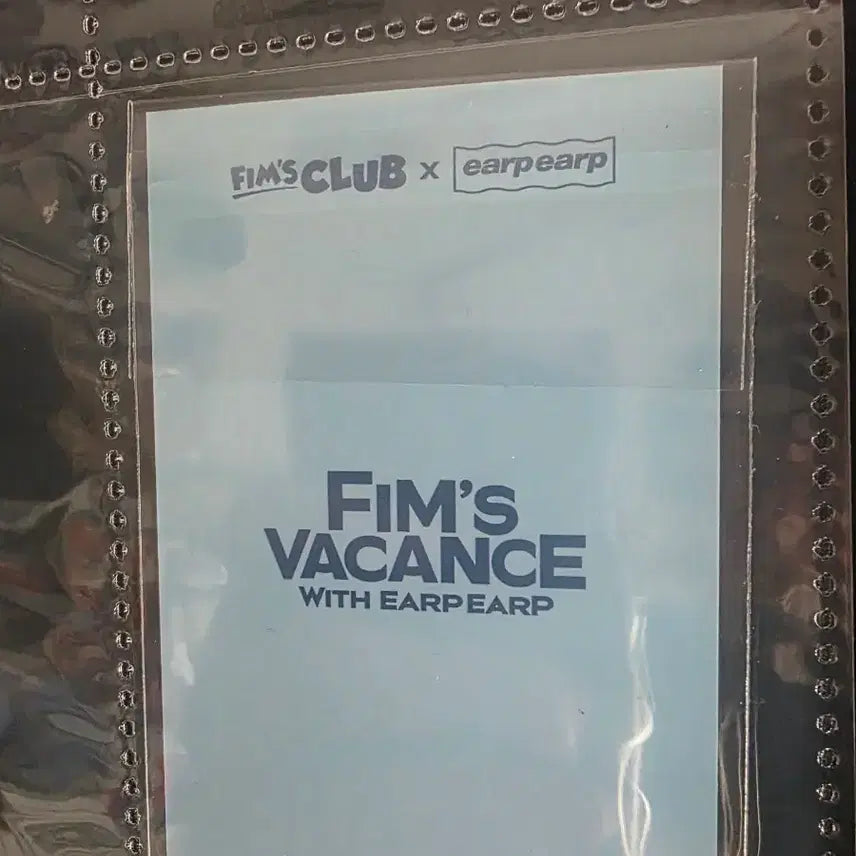 FIM'S CLUB x earpearp
FIM'S
VACANCE
WITH EARPEARP